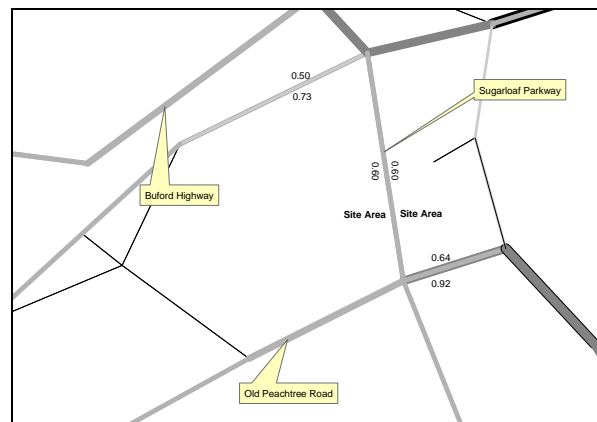 0.50
0.73
Sugarloaf Parkway
0.60
0.60
Buford Highway
Site Area
Site Area
0.64
0.92
Old Peachtree Road